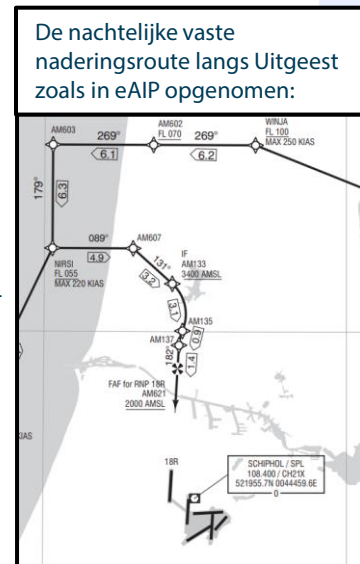 De nachtelijke vaste
naderingsroute langs Uitgeest
zoals in eAIP opgenomen:
AM603
269°
6.1
AM602
FL 070
269°
6.2
WINJA
FL 100
MAX 250 KIAS
179°
6.3
089°
4.9
AM607
NIRSI
FL 055
MAX 220 KIAS
131°
3.2
IF
AM133
3400 AMSL
3.1
AM135
0.9
AM137
182°
1.4
FAF for RNP 18R
AM621
2000 AMSL
IAS
18R
SCHIPHOL / SPL
108.400 / CH21X
521955.7N 0044459.6E
0